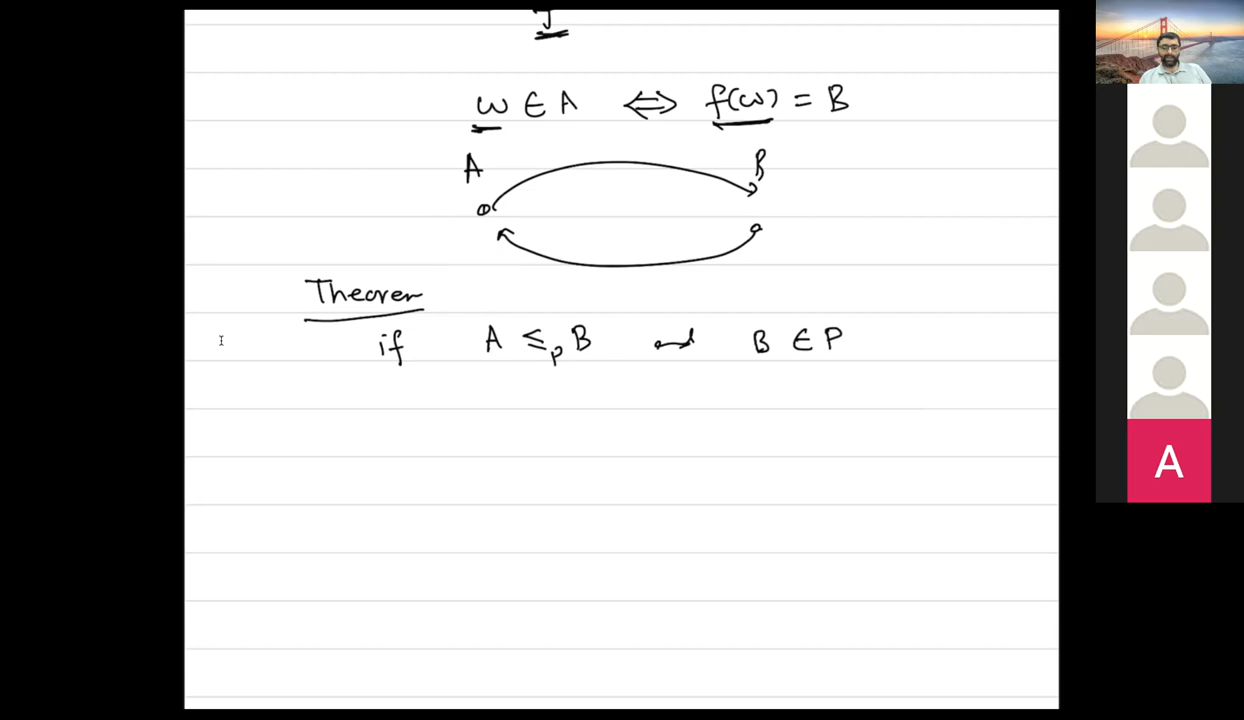 w ∈ A ⇔ f(w) = B
A B
Theorem
if A ≤p B and B ∈ P
A